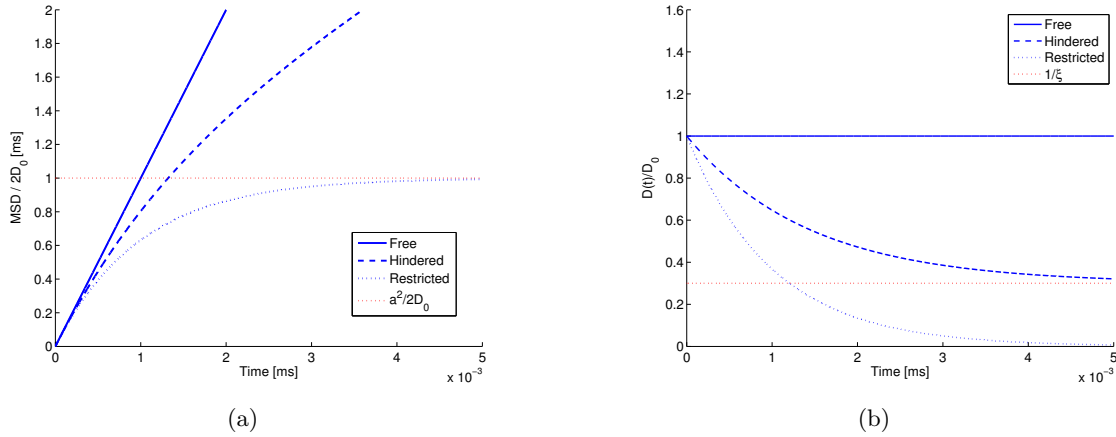 MSD / 2D₀ [ms]
2
1.8
1.6
1.4
1.2
1
0.8
0.6
0.4
0.2
0
0 1 2 3 4 5
x 10⁻³
Time [ms]
Free
Hindered
Restricted
a²/2D₀
(a)
D(t)/D₀
1.6
1.4
1.2
1
0.8
0.6
0.4
0.2
0
0 1 2 3 4 5
x 10⁻³
Time [ms]
Free
Hindered
Restricted
1/ξ
(b)